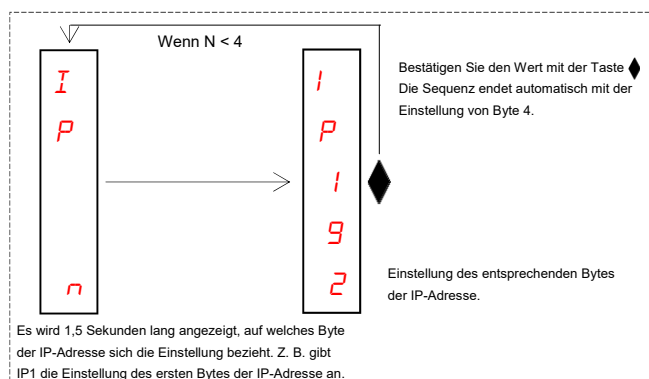 Wenn N < 4
I
P
n
I
P
1
9
2
Bestätigen Sie den Wert mit der Taste
Die Sequenz endet automatisch mit der
Einstellung von Byte 4.
Einstellung des entsprechenden Bytes
der IP-Adresse.
Es wird 1,5 Sekunden lang angezeigt, auf welches Byte
der IP-Adresse sich die Einstellung bezieht. Z. B. gibt
IP1 die Einstellung des ersten Bytes der IP-Adresse an.